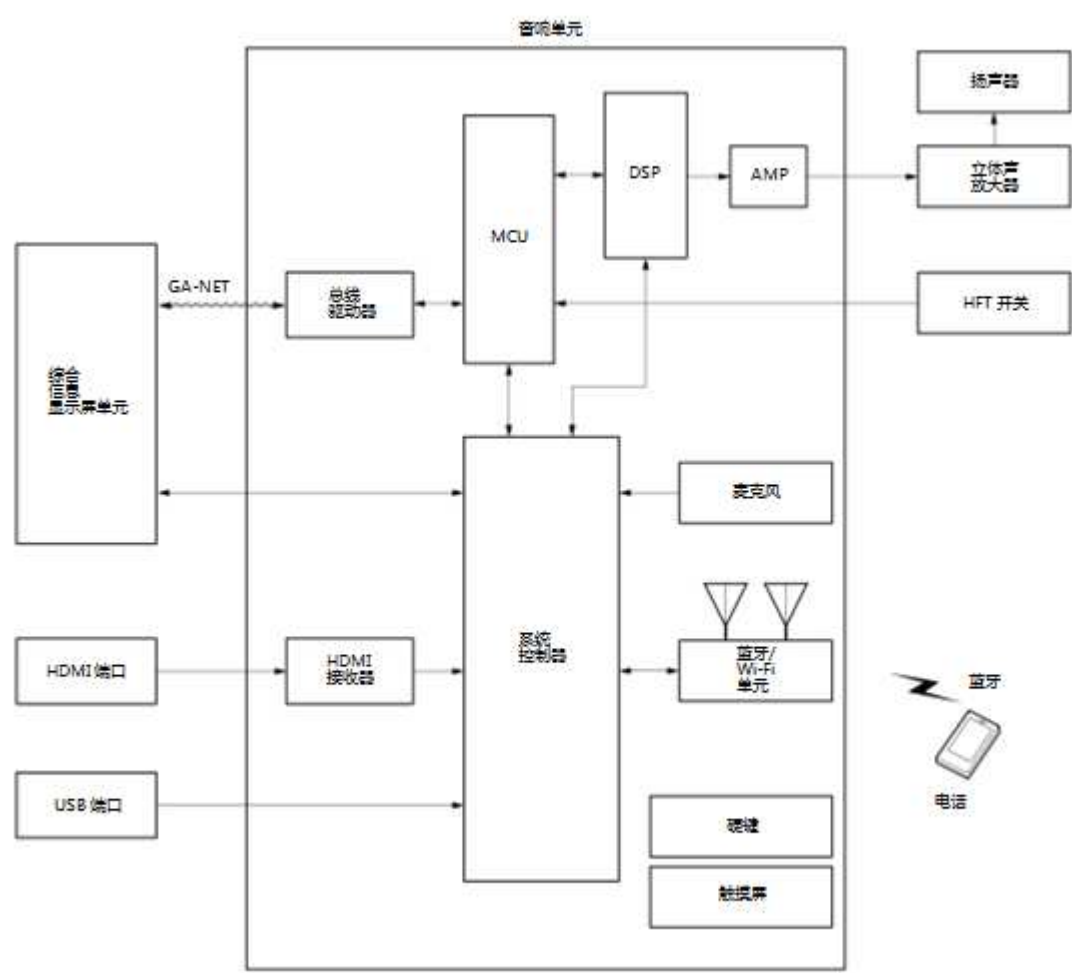 音响单元
扬声器
DSP
AMP
立体声
放大器
MCU
GA-NET
总线
驱动器
HFT 开关
综合
信息
显示屏单元
麦克风
系统
控制器
HDMI 端口
HDMI
接收器
蓝牙/
Wi-Fi
单元
蓝牙
USB 端口
电话
硬键
触摸屏